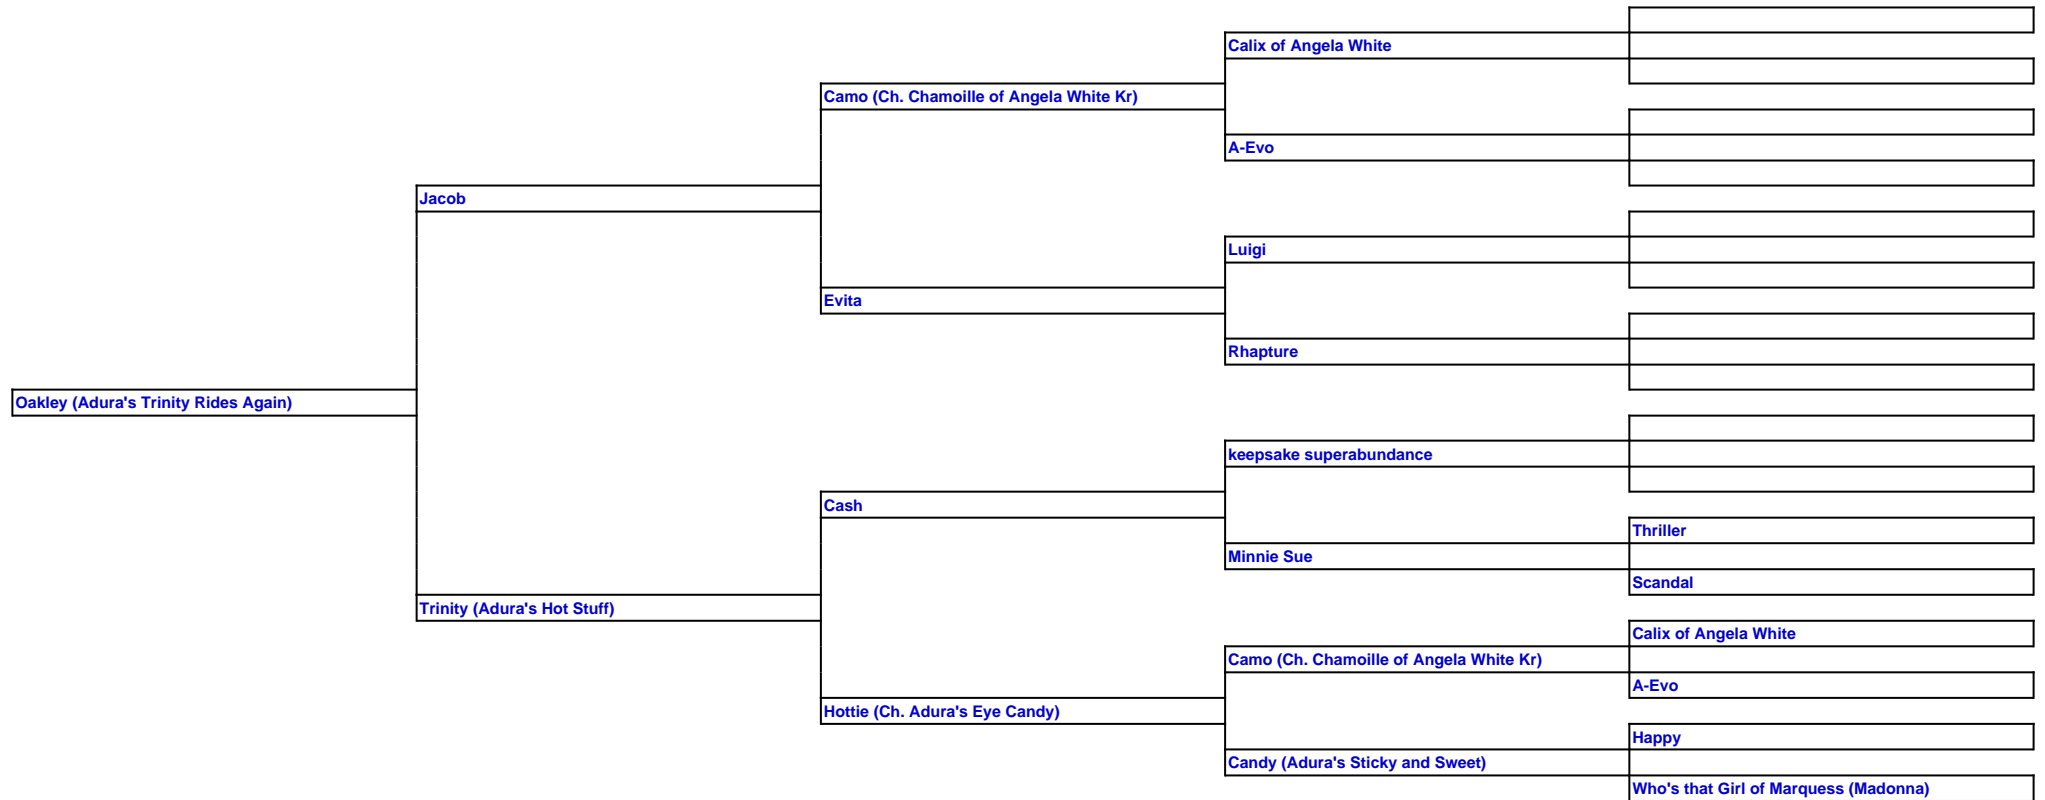 Calix of Angela White
Camo (Ch. Chamoille of Angela White Kr)
A-Evo
Jacob
Luigi
Evita
Rhapture
Oakley (Adura's Trinity Rides Again)
keepsake superabundance
Cash
Thriller
Minnie Sue
Scandal
Trinity (Adura's Hot Stuff)
Calix of Angela White
Camo (Ch. Chamoille of Angela White Kr)
A-Evo
Hottie (Ch. Adura's Eye Candy)
Happy
Candy (Adura's Sticky and Sweet)
Who's that Girl of Marquess (Madonna)